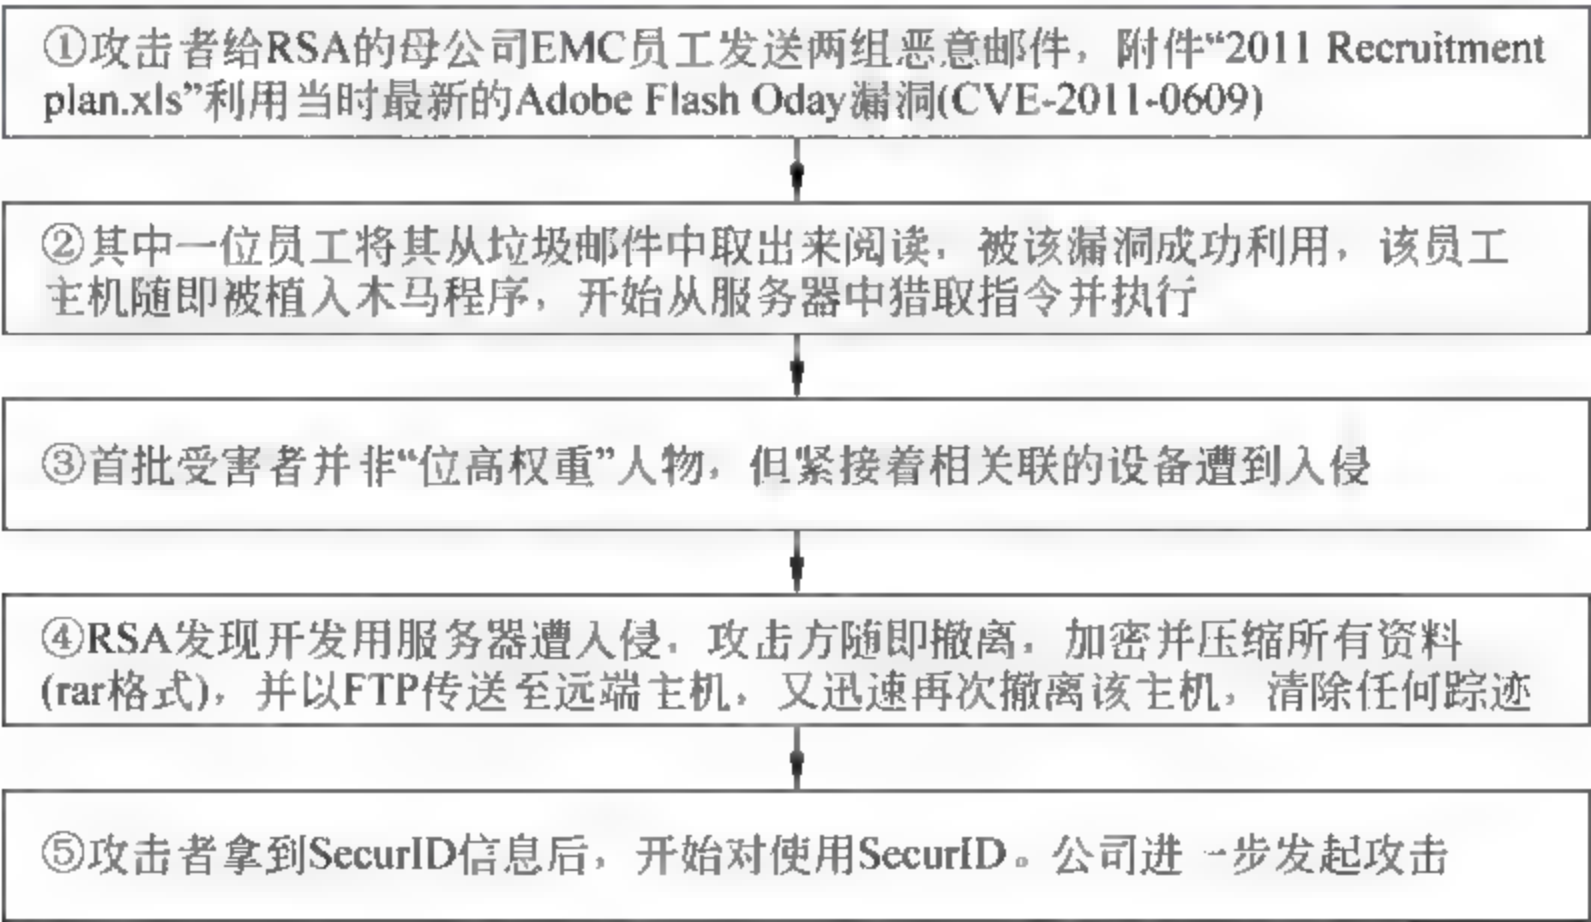 ①攻击者给RSA的母公司EMC员工发送两组恶意邮件，附件“2011 Recruitment
plan.xls”利用当时最新的Adobe Flash 0day漏洞(CVE-2011-0609)
②其中一位员工将其从垃圾邮件中取出来阅读，被该漏洞成功利用，该员工
主机随即被植入木马程序，开始从服务器中猎取指令并执行
③首批受害者并非“位高权重”人物，但紧接着相关联的设备遭到入侵
④RSA发现开发用服务器遭入侵，攻击方随即撤离，加密并压缩所有资料
(rar格式)，并以FTP传送至远端主机，又迅速再次撤离该主机，清除任何踪迹
⑤攻击者拿到SecurID信息后，开始对使用SecurID。公司进一步发起攻击